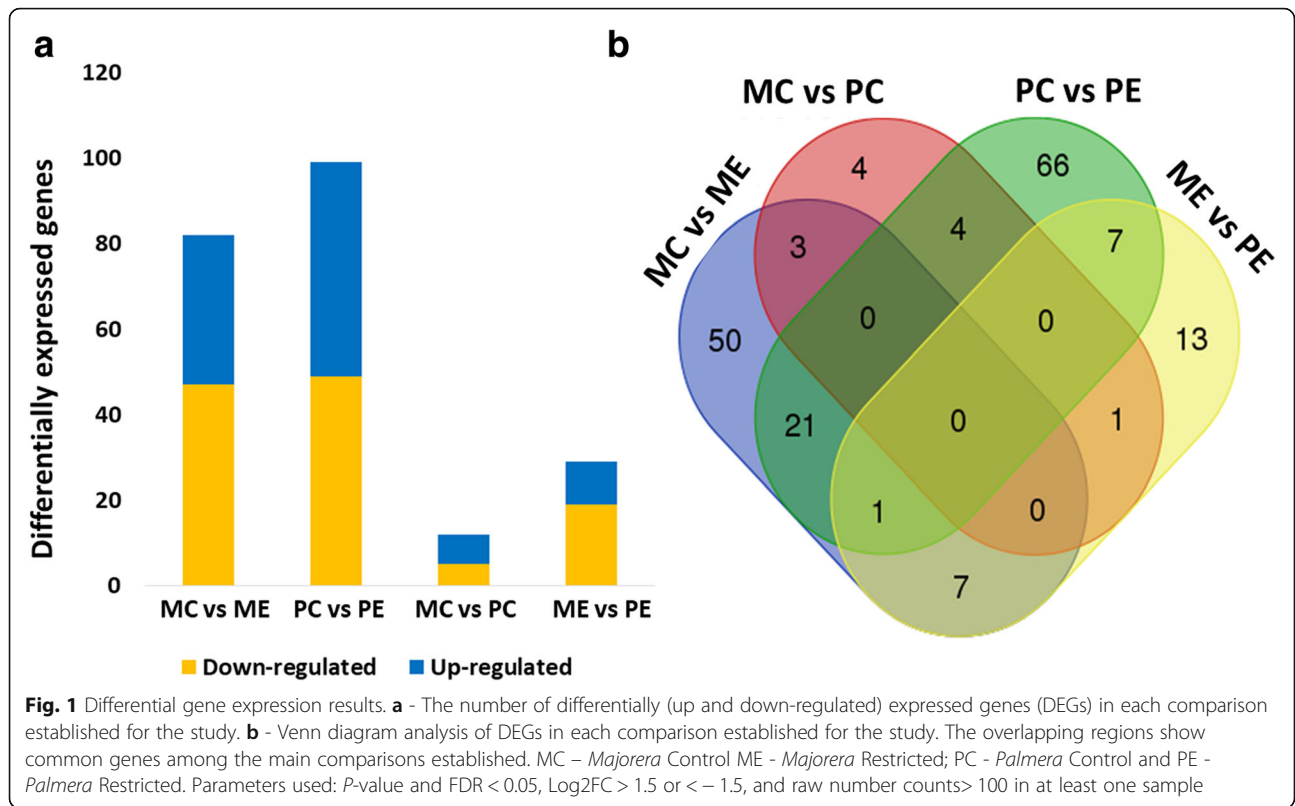 a
120
100
80
60
40
20
0
Differentially expressed genes
MC vs ME PC vs PE MC vs PC ME vs PE
Down-regulated Up-regulated
b
MC vs PC PC vs PE
MC vs ME ME vs PE
4 66
3 4 7
50 0 0 13
21 0 1
1 0
7
Fig. 1 Differential gene expression results. a - The number of differentially (up and down-regulated) expressed genes (DEGs) in each comparison
established for the study. b - Venn diagram analysis of DEGs in each comparison established for the study. The overlapping regions show
common genes among the main comparisons established. MC – Majorera Control ME - Majorera Restricted; PC - Palmera Control and PE -
Palmera Restricted. Parameters used: P-value and FDR < 0.05, Log2FC > 1.5 or < − 1.5, and raw number counts> 100 in at least one sample